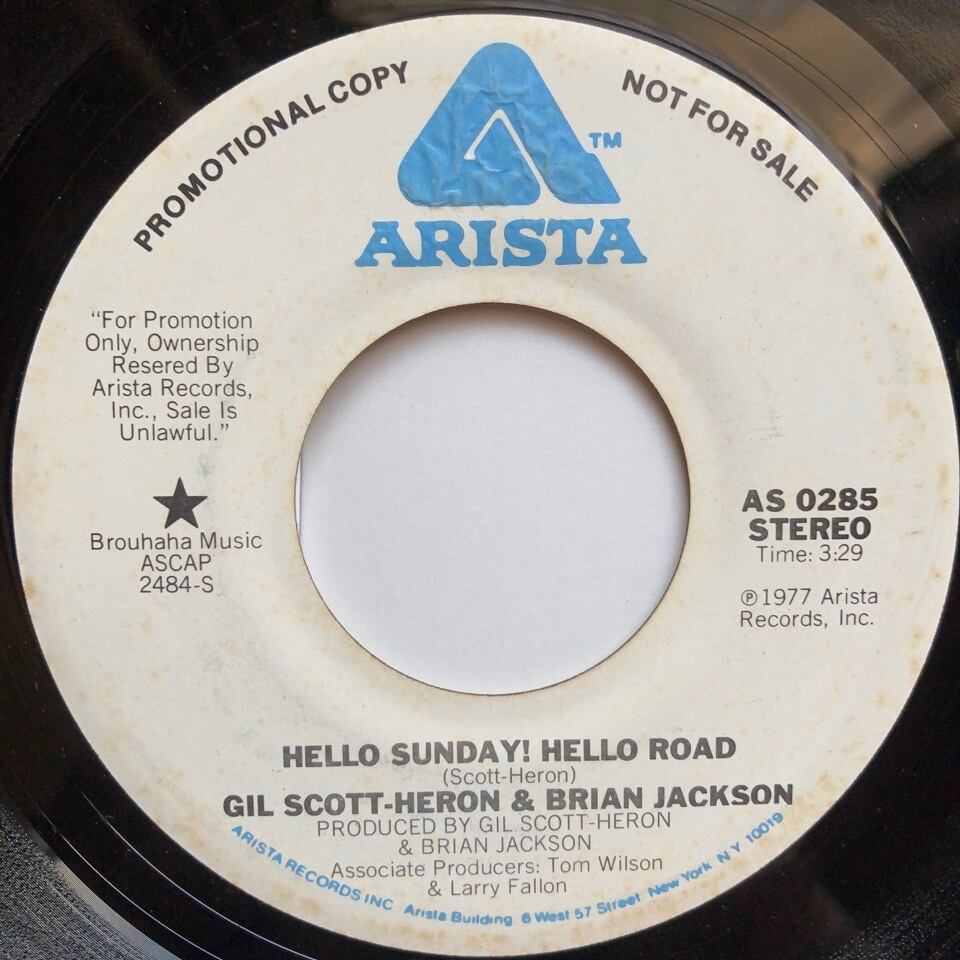 PROMOTIONAL COPY
NOT FOR SALE
TM
ARISTA
“For Promotion
Only, Ownership
Resered By
Arista Records,
Inc., Sale Is
Unlawful.”
Brouhaha Music
ASCAP
2484-S
AS 0285
STEREO
Time: 3:29
℗1977 Arista
Records, Inc.
HELLO SUNDAY! HELLO ROAD
(Scott-Heron)
GIL SCOTT-HERON & BRIAN JACKSON
PRODUCED BY GIL SCOTT-HERON
& BRIAN JACKSON
Associate Producers: Tom Wilson
& Larry Fallon
ARISTA RECORDS INC Arista Building 6 West 57 Street New York N Y 10019